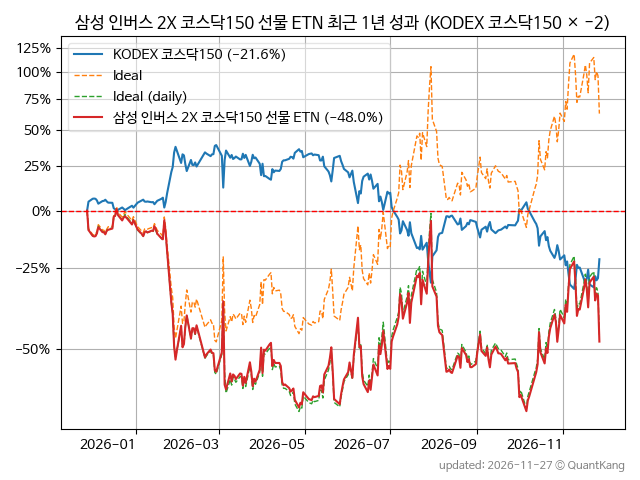 삼성 인버스 2X 코스닥150 선물 ETN 최근 1년 성과 (KODEX 코스닥150 × −2)
125%
100%
75%
50%
25%
0%
−25%
−50%
KODEX 코스닥150 (−21.6%)
Ideal
Ideal (daily)
삼성 인버스 2X 코스닥150 선물 ETN (−48.0%)
2026-01
2026-03
2026-05
2026-07
2026-09
2026-11
updated: 2026-11-27 © QuantKang